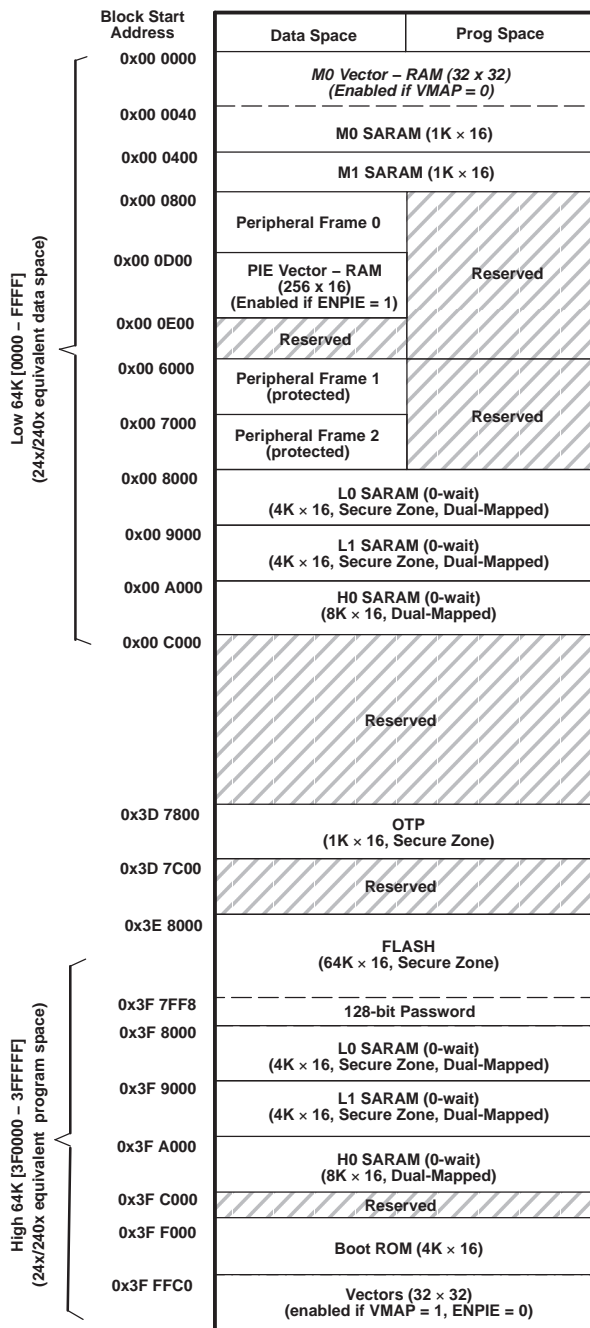 Block Start
Address
Data Space
Prog Space
0x00 0000
M0 Vector – RAM (32 x 32)
(Enabled if VMAP = 0)
0x00 0040
M0 SARAM (1K × 16)
0x00 0400
M1 SARAM (1K × 16)
0x00 0800
Peripheral Frame 0
Reserved
0x00 0D00
PIE Vector – RAM
(256 x 16)
(Enabled if ENPIE = 1)
0x00 0E00
Reserved
0x00 6000
Peripheral Frame 1
(protected)
Reserved
0x00 7000
Peripheral Frame 2
(protected)
0x00 8000
L0 SARAM (0-wait)
(4K × 16, Secure Zone, Dual-Mapped)
0x00 9000
L1 SARAM (0-wait)
(4K × 16, Secure Zone, Dual-Mapped)
0x00 A000
H0 SARAM (0-wait)
(8K × 16, Dual-Mapped)
0x00 C000
Low 64K [0000 – FFFF]
(24x/240x equivalent data space)
Reserved
0x3D 7800
OTP
(1K × 16, Secure Zone)
0x3D 7C00
Reserved
0x3E 8000
FLASH
(64K × 16, Secure Zone)
0x3F 7FF8
128-bit Password
0x3F 8000
L0 SARAM (0-wait)
(4K × 16, Secure Zone, Dual-Mapped)
0x3F 9000
L1 SARAM (0-wait)
(4K × 16, Secure Zone, Dual-Mapped)
0x3F A000
H0 SARAM (0-wait)
(8K × 16, Dual-Mapped)
0x3F C000
Reserved
0x3F F000
Boot ROM (4K × 16)
0x3F FFC0
Vectors (32 × 32)
(enabled if VMAP = 1, ENPIE = 0)
High 64K [3F0000 – 3FFFFF]
(24x/240x equivalent program space)